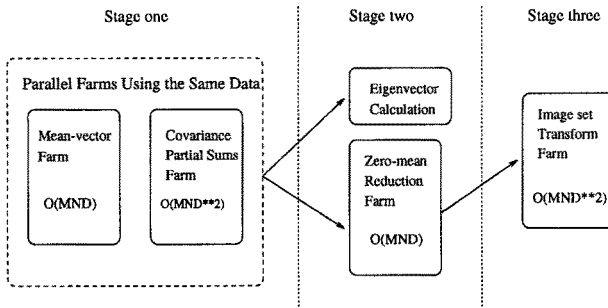 Stage one
Stage two
Stage three
Parallel Farms Using the Same Data
Mean-vector
Farm
O(MND)
Covariance
Partial Sums
Farm
O(MND**2)
Eigenvector
Calculation
Zero-mean
Reduction
Farm
O(MND)
Image set
Transform
Farm
O(MND**2)